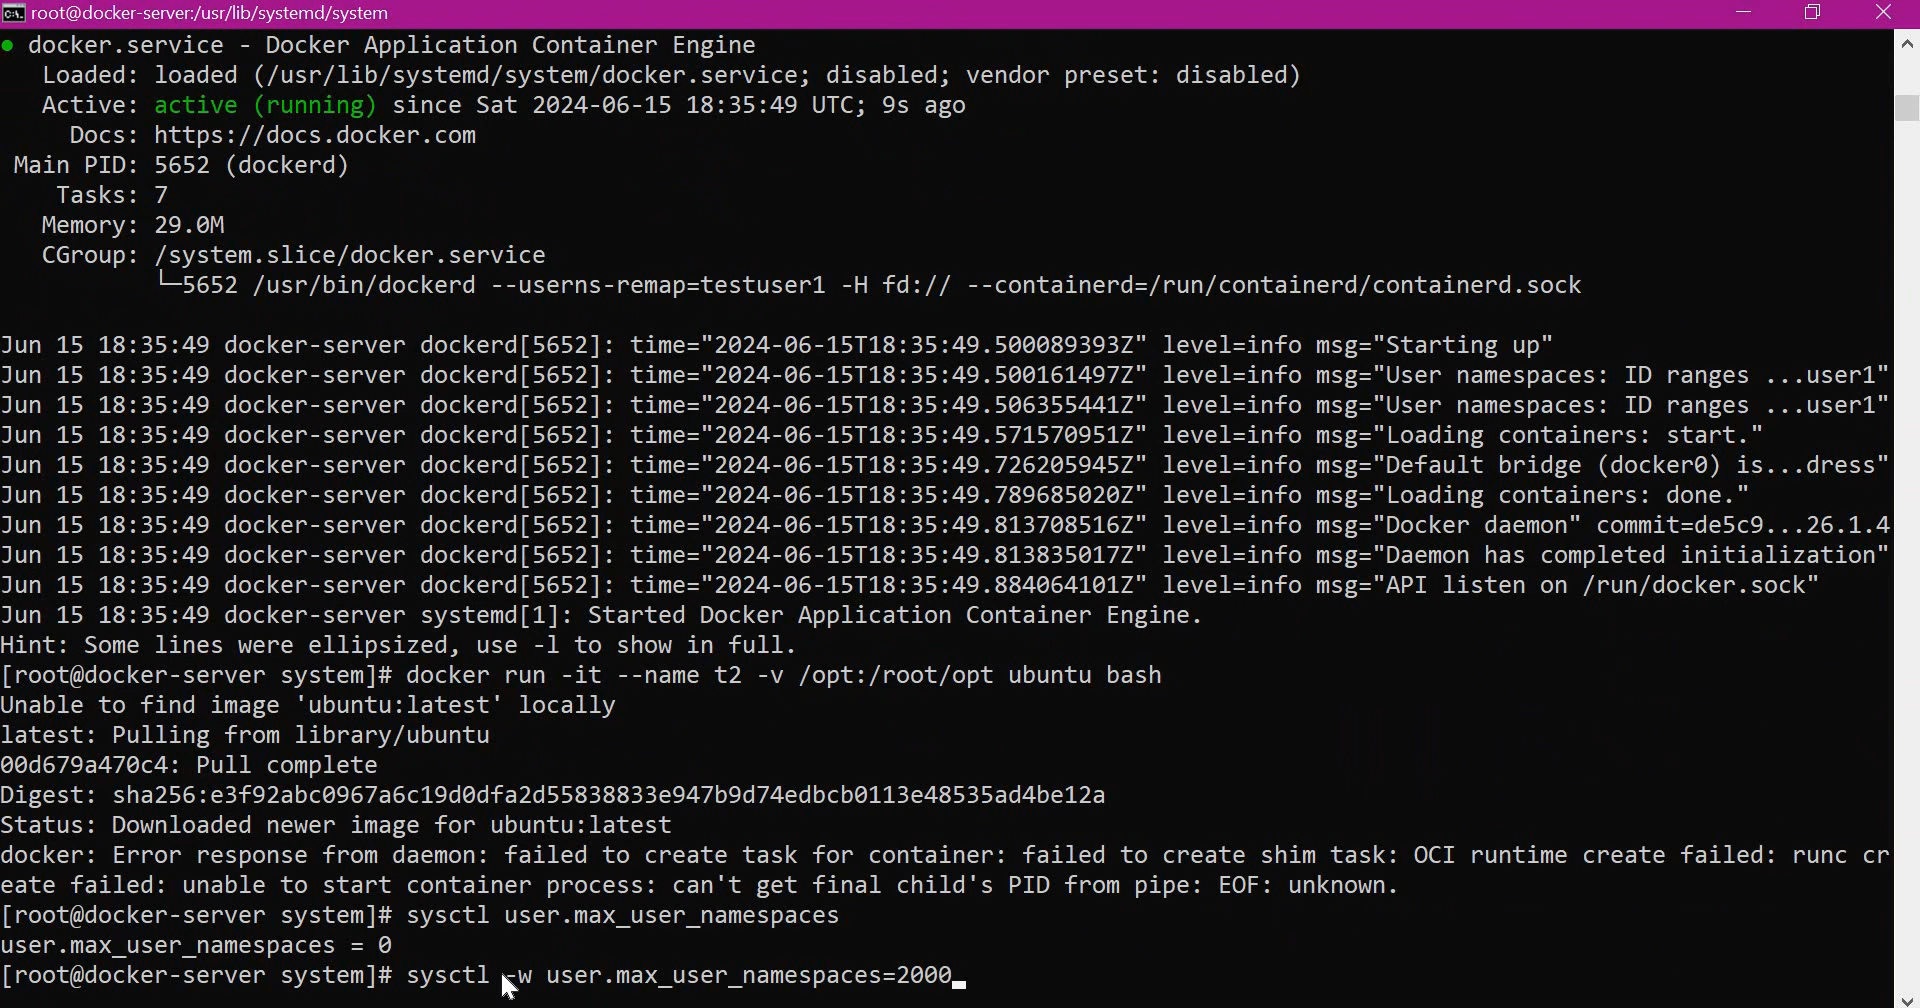 root@docker-server:/usr/lib/systemd/system
● docker.service - Docker Application Container Engine
   Loaded: loaded (/usr/lib/systemd/system/docker.service; disabled; vendor preset: disabled)
   Active: active (running) since Sat 2024-06-15 18:35:49 UTC; 9s ago
     Docs: https://docs.docker.com
 Main PID: 5652 (dockerd)
    Tasks: 7
   Memory: 29.0M
   CGroup: /system.slice/docker.service
           └─5652 /usr/bin/dockerd --userns-remap=testuser1 -H fd:// --containerd=/run/containerd/containerd.sock
Jun 15 18:35:49 docker-server dockerd[5652]: time="2024-06-15T18:35:49.500089393Z" level=info msg="Starting up"
Jun 15 18:35:49 docker-server dockerd[5652]: time="2024-06-15T18:35:49.500161497Z" level=info msg="User namespaces: ID ranges ...user1"
Jun 15 18:35:49 docker-server dockerd[5652]: time="2024-06-15T18:35:49.506355441Z" level=info msg="User namespaces: ID ranges ...user1"
Jun 15 18:35:49 docker-server dockerd[5652]: time="2024-06-15T18:35:49.571570951Z" level=info msg="Loading containers: start."
Jun 15 18:35:49 docker-server dockerd[5652]: time="2024-06-15T18:35:49.726205945Z" level=info msg="Default bridge (docker0) is...dress"
Jun 15 18:35:49 docker-server dockerd[5652]: time="2024-06-15T18:35:49.789685020Z" level=info msg="Loading containers: done."
Jun 15 18:35:49 docker-server dockerd[5652]: time="2024-06-15T18:35:49.813708516Z" level=info msg="Docker daemon" commit=de5c9...26.1.4
Jun 15 18:35:49 docker-server dockerd[5652]: time="2024-06-15T18:35:49.813835017Z" level=info msg="Daemon has completed initialization"
Jun 15 18:35:49 docker-server dockerd[5652]: time="2024-06-15T18:35:49.884064101Z" level=info msg="API listen on /run/docker.sock"
Jun 15 18:35:49 docker-server systemd[1]: Started Docker Application Container Engine.
Hint: Some lines were ellipsized, use -l to show in full.
[root@docker-server system]# docker run -it --name t2 -v /opt:/root/opt ubuntu bash
Unable to find image 'ubuntu:latest' locally
latest: Pulling from library/ubuntu
00d679a470c4: Pull complete
Digest: sha256:e3f92abc0967a6c19d0dfa2d55838833e947b9d74edbcb0113e48535ad4be12a
Status: Downloaded newer image for ubuntu:latest
docker: Error response from daemon: failed to create task for container: failed to create shim task: OCI runtime create failed: runc cr
eate failed: unable to start container process: can't get final child's PID from pipe: EOF: unknown.
[root@docker-server system]# sysctl user.max_user_namespaces
user.max_user_namespaces = 0
[root@docker-server system]# sysctl -w user.max_user_namespaces=2000